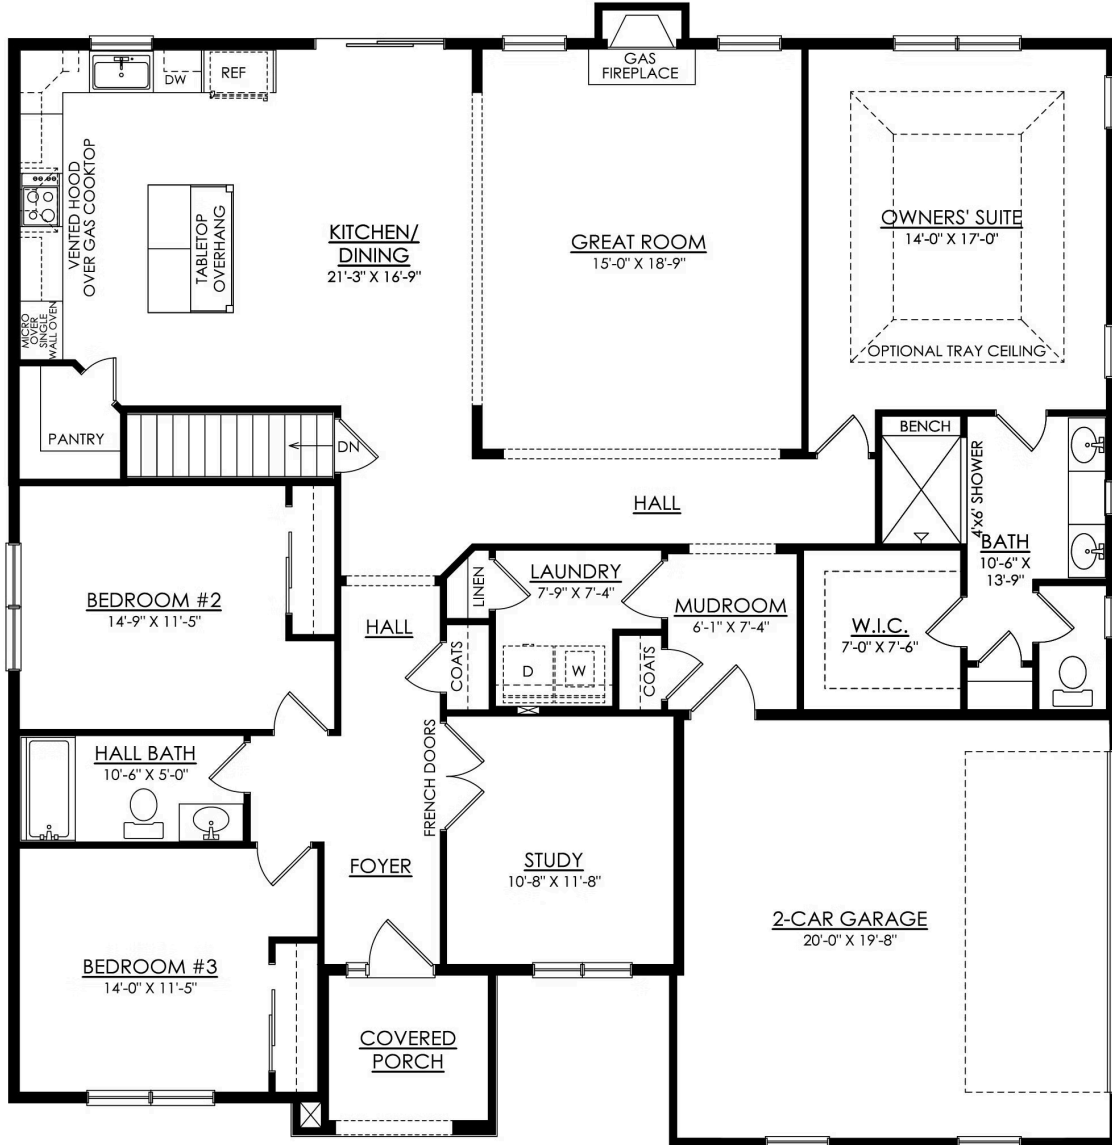 GAS
FIREPLACE
DW
REF
VENTED HOOD
OVER GAS COOKTOP
TABLETOP
OVERHANG
KITCHEN/
DINING
21'-3" X 16'-9"
GREAT ROOM
15'-0" X 18'-9"
OWNERS' SUITE
14'-0" X 17'-0"
OPTIONAL TRAY CEILING
MICRO
OVER
SINGLE
WALL OVEN
PANTRY
DN
BENCH
4'x6' SHOWER
HALL
BATH
10'-6" X
13'-9"
BEDROOM #2
14'-9" X 11'-5"
HALL
LINEN
LAUNDRY
7'-9" X 7'-4"
MUDROOM
6'-1" X 7'-4"
W.I.C.
7'-0" X 7'-6"
COATS
D
W
COATS
HALL BATH
10'-6" X 5'-0"
FRENCH DOORS
FOYER
STUDY
10'-8" X 11'-8"
2-CAR GARAGE
20'-0" X 19'-8"
BEDROOM #3
14'-0" X 11'-5"
COVERED
PORCH